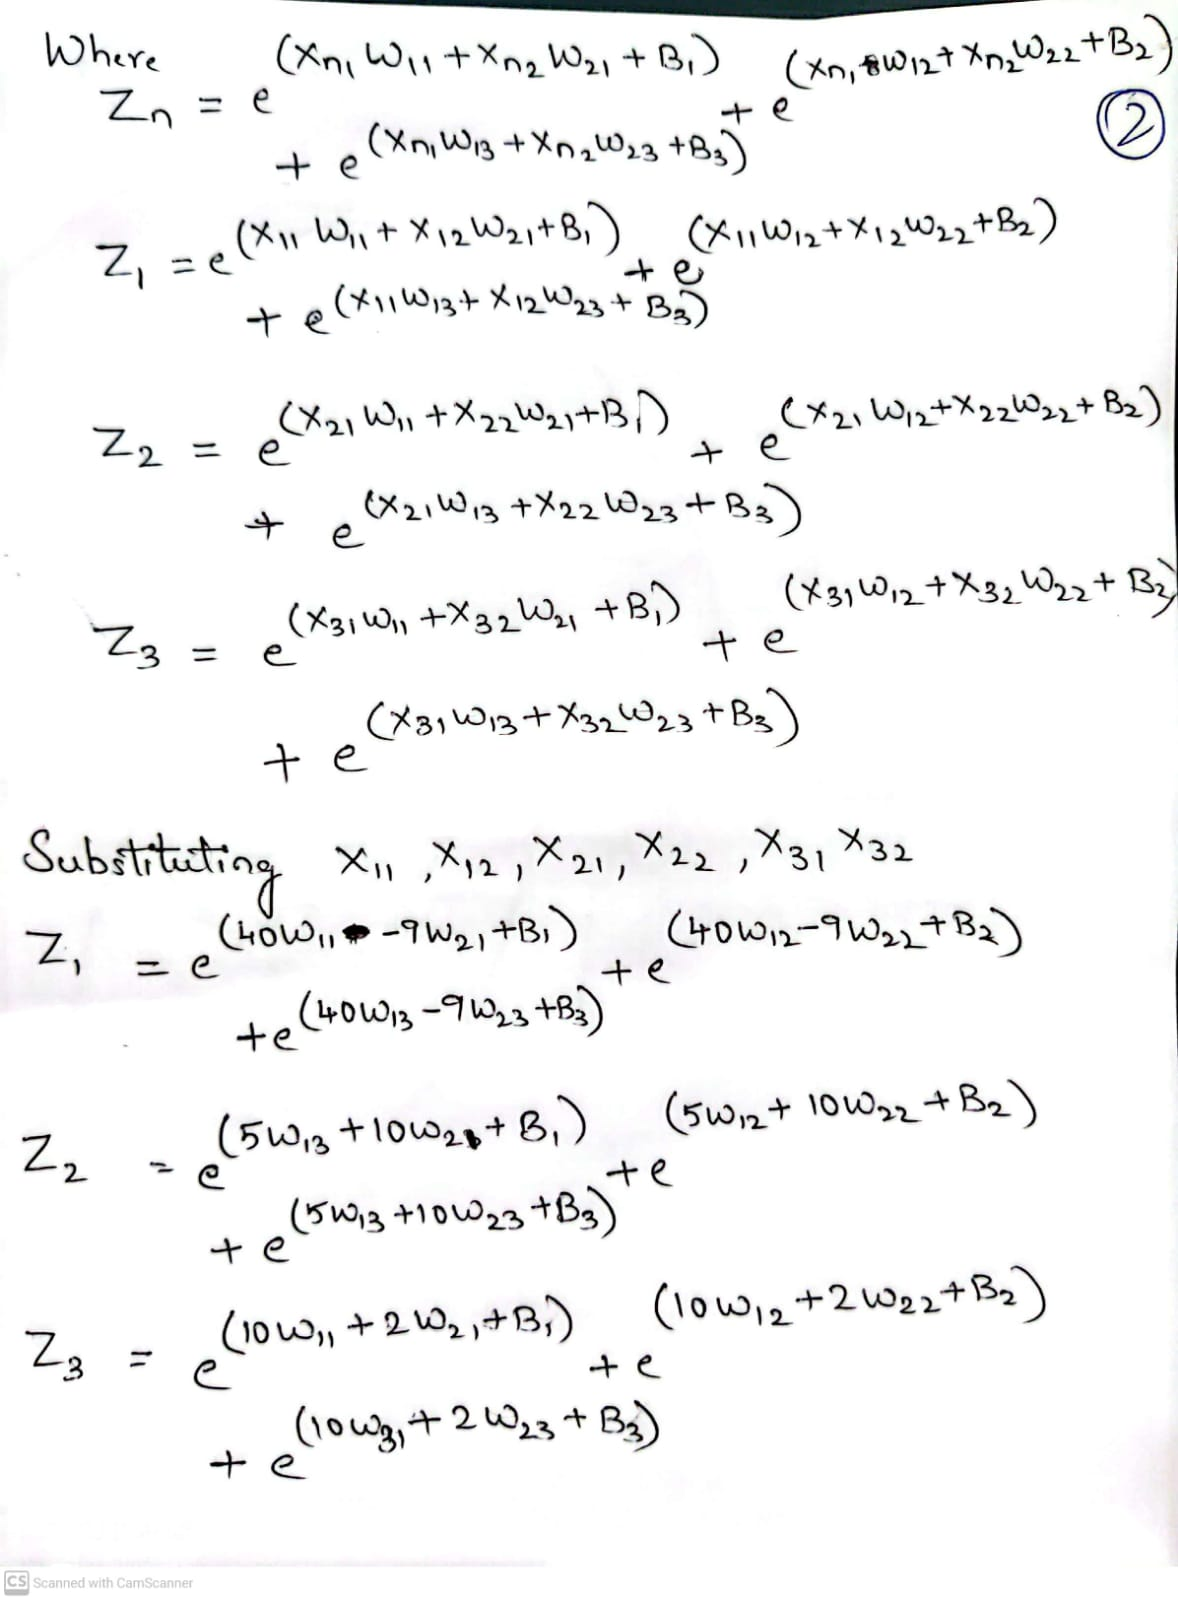 Where (Xn1 W11 + Xn2 W21 + B1) (Xn1 W12 + Xn2 W22 + B2)
Zn = e + e
+ e (Xn1 W13 + Xn2 W23 + B3)
2
Z1 = e (X11 W11 + X12 W21 + B1) + e (X11 W12 + X12 W22 + B2)
+ e (X11 W13 + X12 W23 + B3)
Z2 = e (X21 W11 + X22 W21 + B1) + e (X21 W12 + X22 W22 + B2)
+ e (X21 W13 + X22 W23 + B3)
Z3 = e (X31 W11 + X32 W21 + B1) + e (X31 W12 + X32 W22 + B2)
+ e (X31 W13 + X32 W23 + B3)
Substituting X11 , X12 , X21 , X22 , X31 X32
Z1 = e (40W11 - 9W21 + B1) + e (40W12 - 9W22 + B2)
+ e (40W13 - 9W23 + B3)
Z2 = e (5W13 + 10W21 + B1) + e (5W12 + 10W22 + B2)
+ e (5W13 + 10W23 + B3)
Z3 = e (10W11 + 2W21 + B1) + e (10W12 + 2W22 + B2)
+ e (10W31 + 2W23 + B3)
CS Scanned with CamScanner